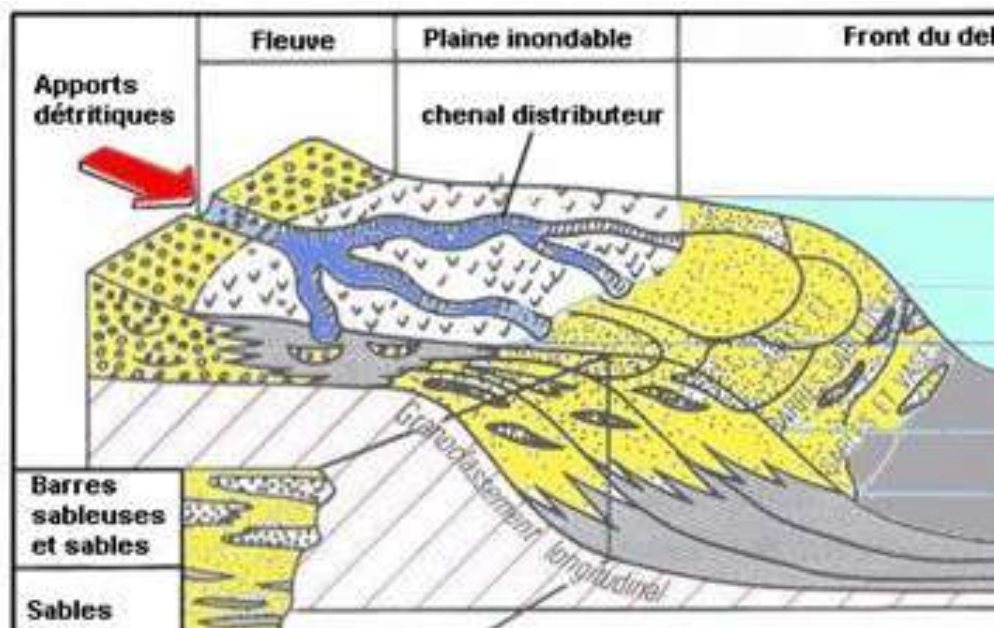 Fleuve
Plaine inondable
Front du del
Apports
détritiques
chenal distributeur
Granoclassement longitudinal
Barres
sableuses
et sables
Sables